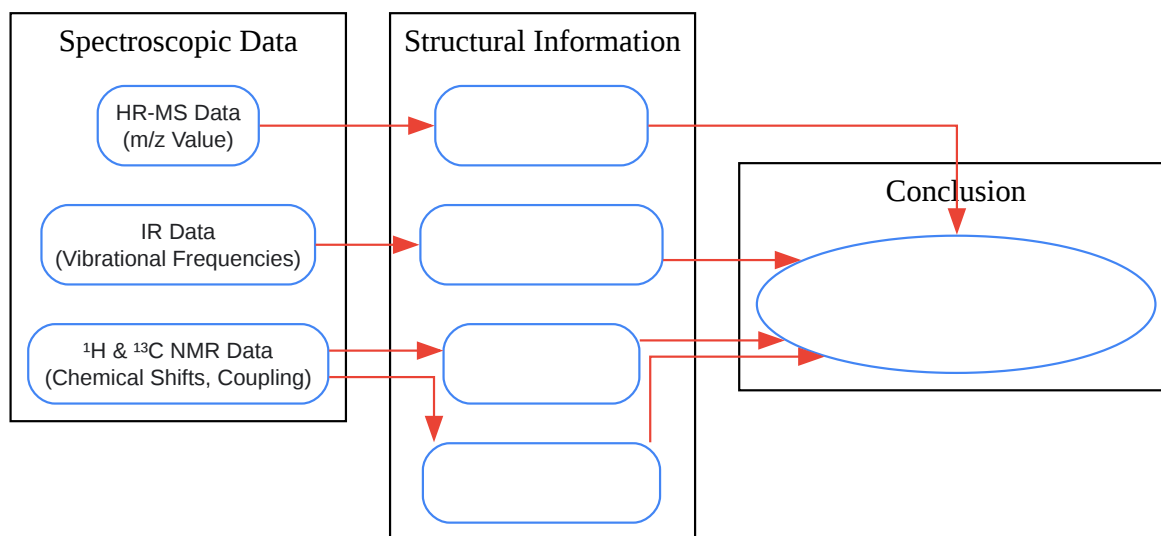 Spectroscopic Data
HR-MS Data
(m/z Value)
IR Data
(Vibrational Frequencies)
¹H & ¹³C NMR Data
(Chemical Shifts, Coupling)
Structural Information
Conclusion